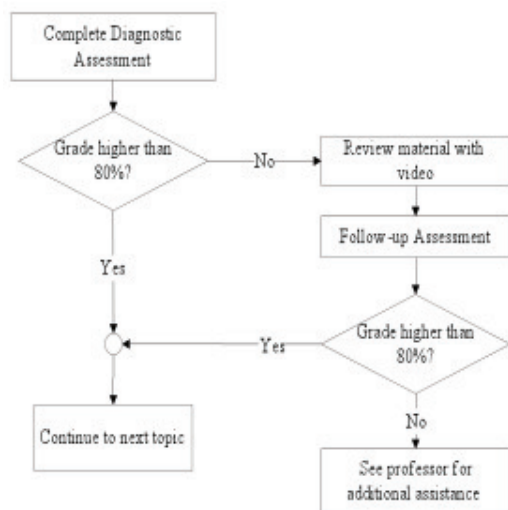 Complete Diagnostic
Assessment
Grade higher than
80%?
No
Review material with
video
Follow-up Assessment
Yes
Grade higher than
80%?
Yes
Continue to next topic
No
See professor for
additional assistance